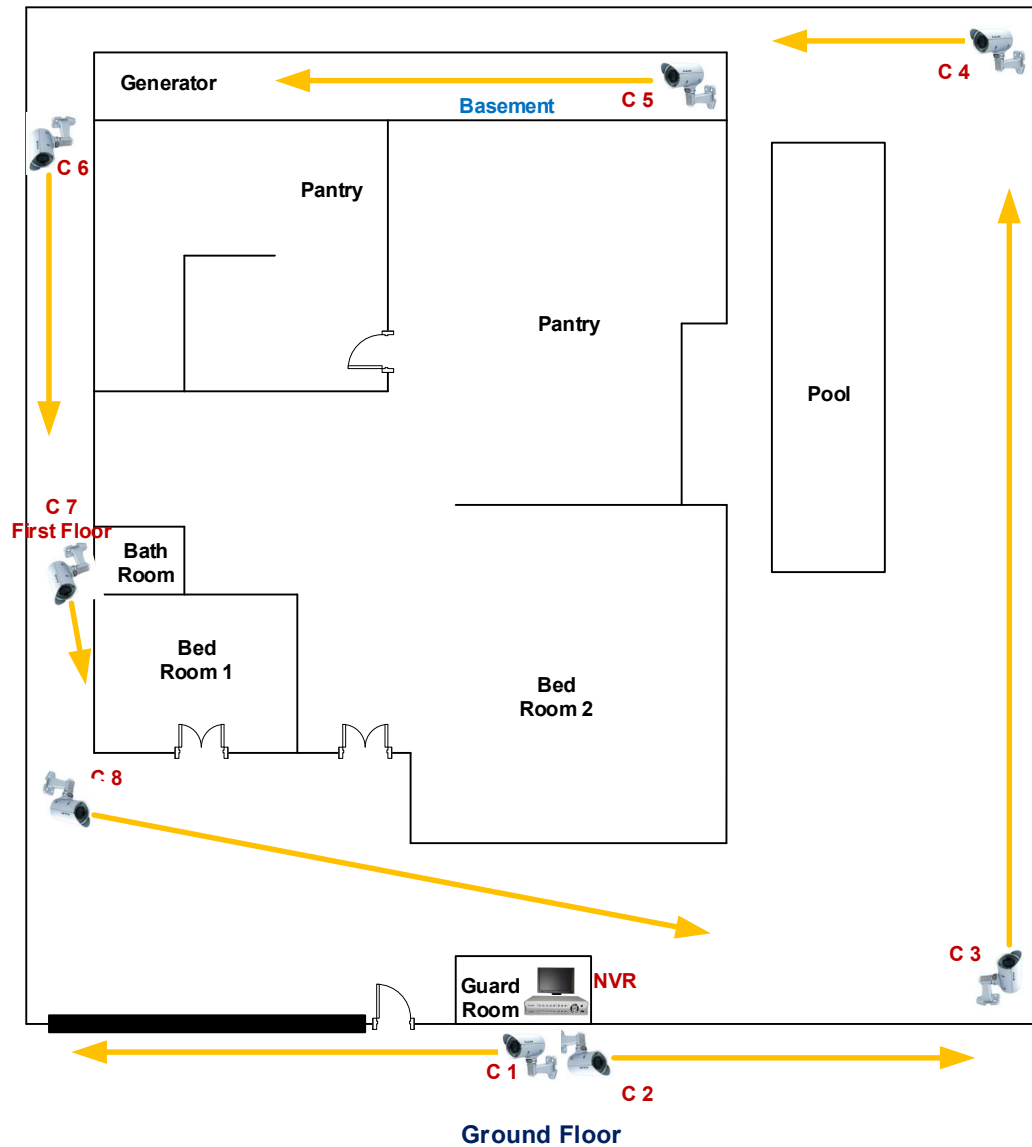 C 4
Generator
C 5
Basement
C 6
Pantry
Pantry
Pool
C 7
First Floor
Bath
Room
Bed
Room 1
Bed
Room 2
C 8
C 3
Guard
Room
NVR
C 1
C 2
Ground Floor